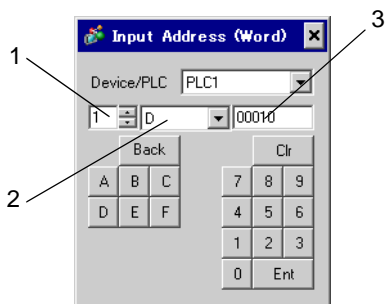 1
3
Input Address (Word)
Device/PLC PLC1
1 D 00010
2
Back Clr
A B C 7 8 9
D E F 4 5 6
1 2 3
0 Ent